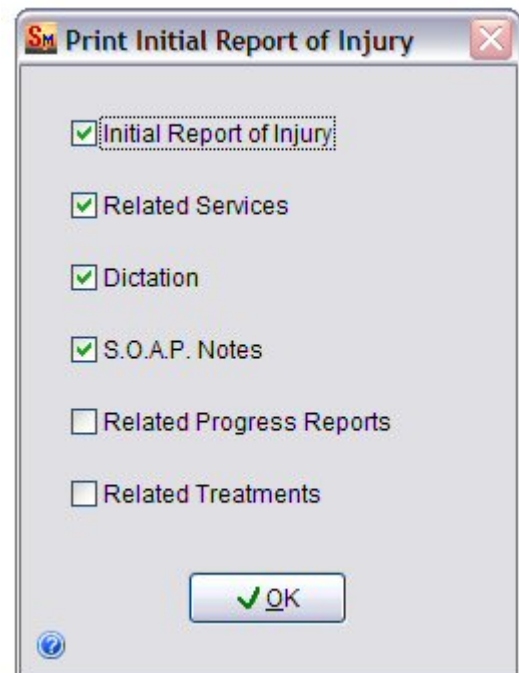 SM Print Initial Report of Injury
Initial Report of Injury
Related Services
Dictation
S.O.A.P. Notes
Related Progress Reports
Related Treatments
OK
?